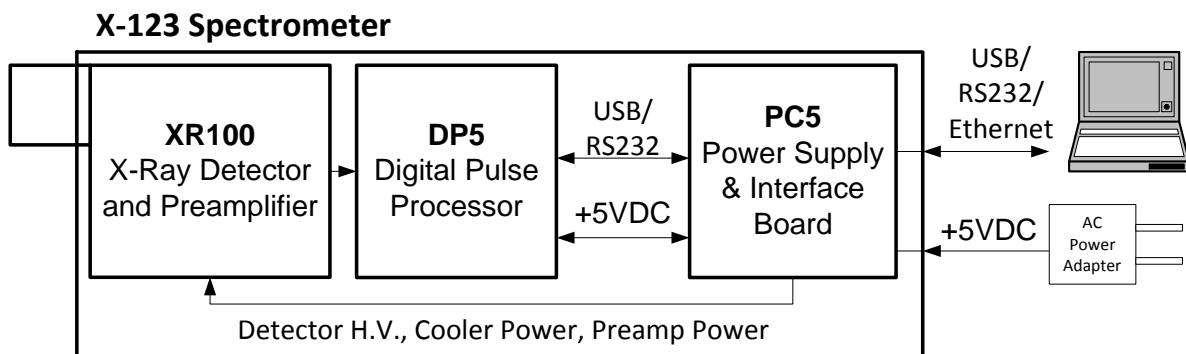 X-123 Spectrometer
XR100
X-Ray Detector
and Preamplifier
DP5
Digital Pulse
Processor
USB/
RS232
+5VDC
PC5
Power Supply
& Interface
Board
USB/
RS232/
Ethernet
+5VDC
AC
Power
Adapter
Detector H.V., Cooler Power, Preamp Power